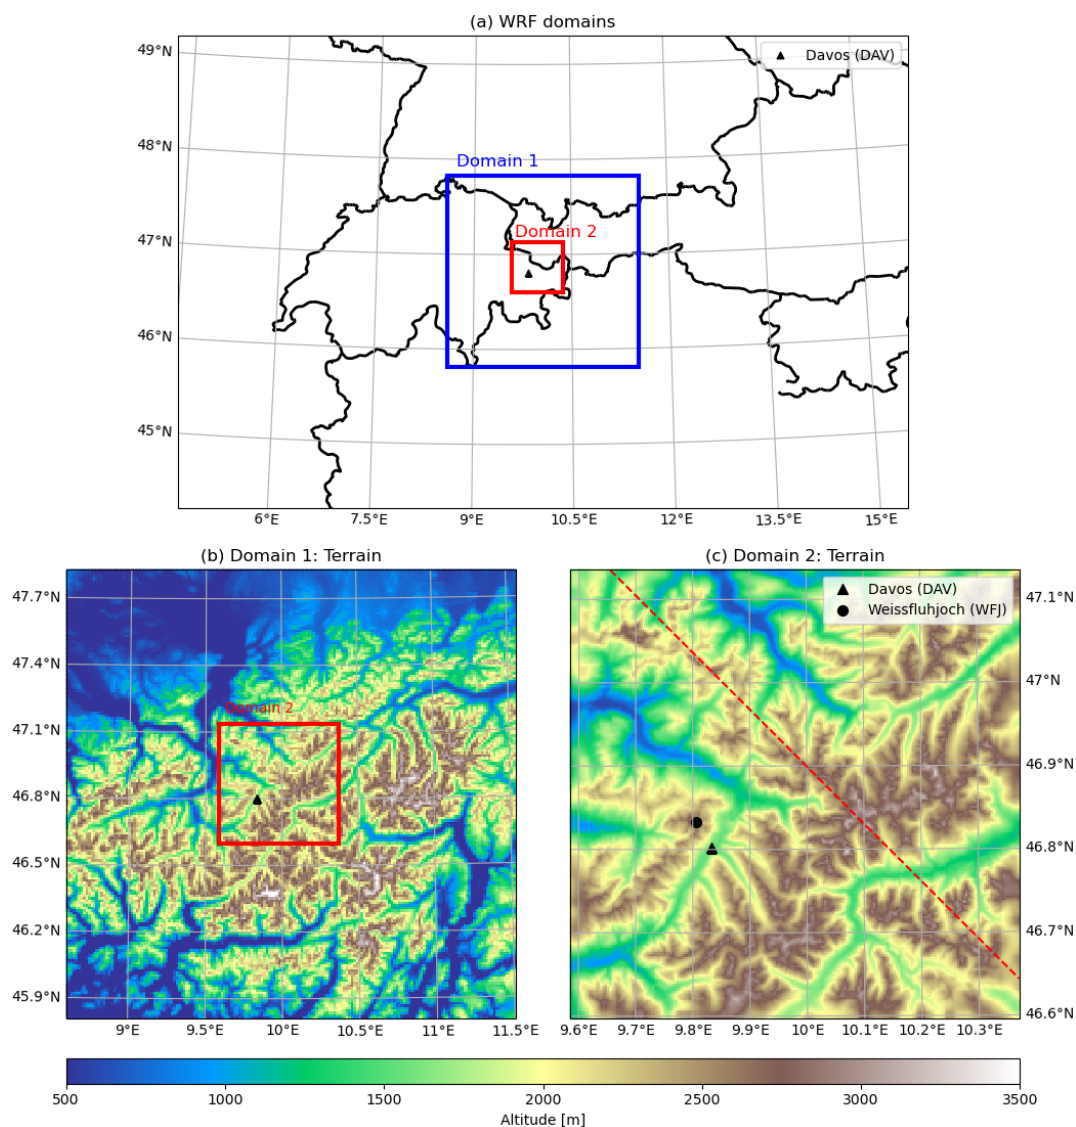 (a) WRF domains
49°N
48°N
47°N
46°N
45°N
Davos (DAV)
Domain 1
Domain 2
6°E 7.5°E 9°E 10.5°E 12°E 13.5°E 15°E
(b) Domain 1: Terrain
47.7°N
47.4°N
47.1°N
46.8°N
46.5°N
46.2°N
45.9°N
Domain 2
9°E 9.5°E 10°E 10.5°E 11°E 11.5°E
(c) Domain 2: Terrain
Davos (DAV)
Weissfluhjoch (WFJ)
47.1°N
47°N
46.9°N
46.8°N
46.7°N
46.6°N
9.6°E 9.7°E 9.8°E 9.9°E 10°E 10.1°E 10.2°E 10.3°E
500 1000 1500 2000 2500 3000 3500
Altitude [m]